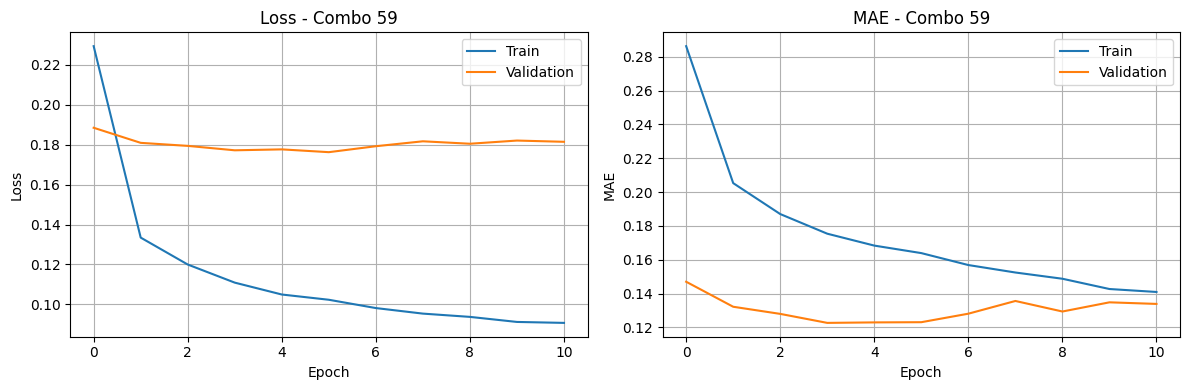 Loss - Combo 59
Train
Validation
0.22
0.20
0.18
0.16
0.14
0.12
0.10
Loss
0 2 4 6 8 10
Epoch
MAE - Combo 59
Train
Validation
0.28
0.26
0.24
0.22
0.20
0.18
0.16
0.14
0.12
MAE
0 2 4 6 8 10
Epoch